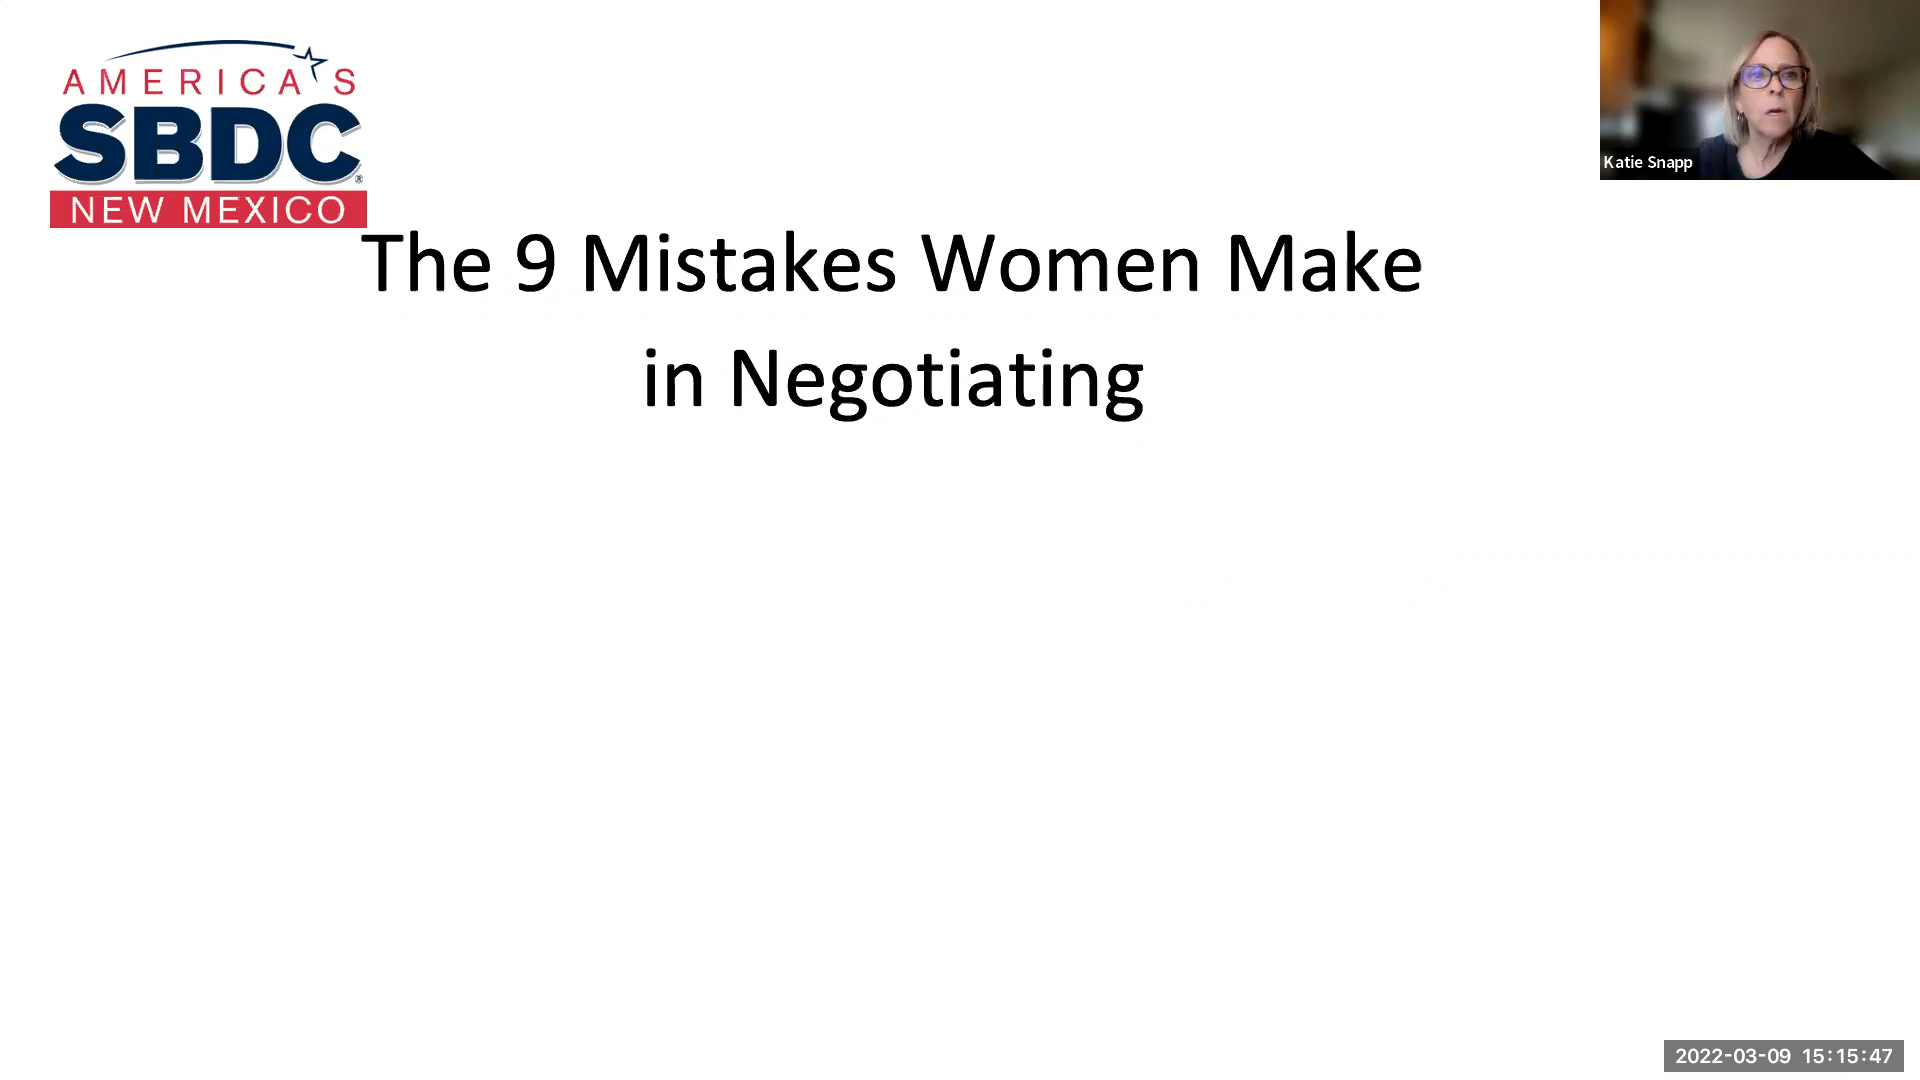 AMERICA'S
SBDC
NEW MEXICO
Katie Snapp
The 9 Mistakes Women Make
in Negotiating
2022-03-09 15:15:47